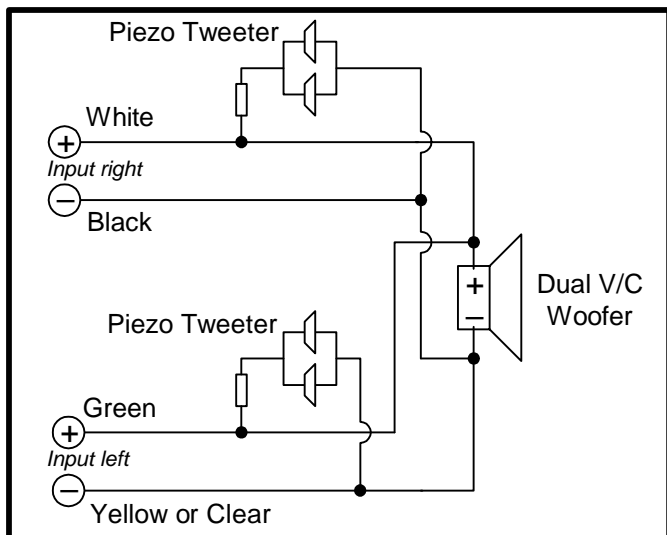 Piezo Tweeter
White
+
Input right
−
Black
+
−
Dual V/C
Woofer
Piezo Tweeter
Green
+
Input left
−
Yellow or Clear